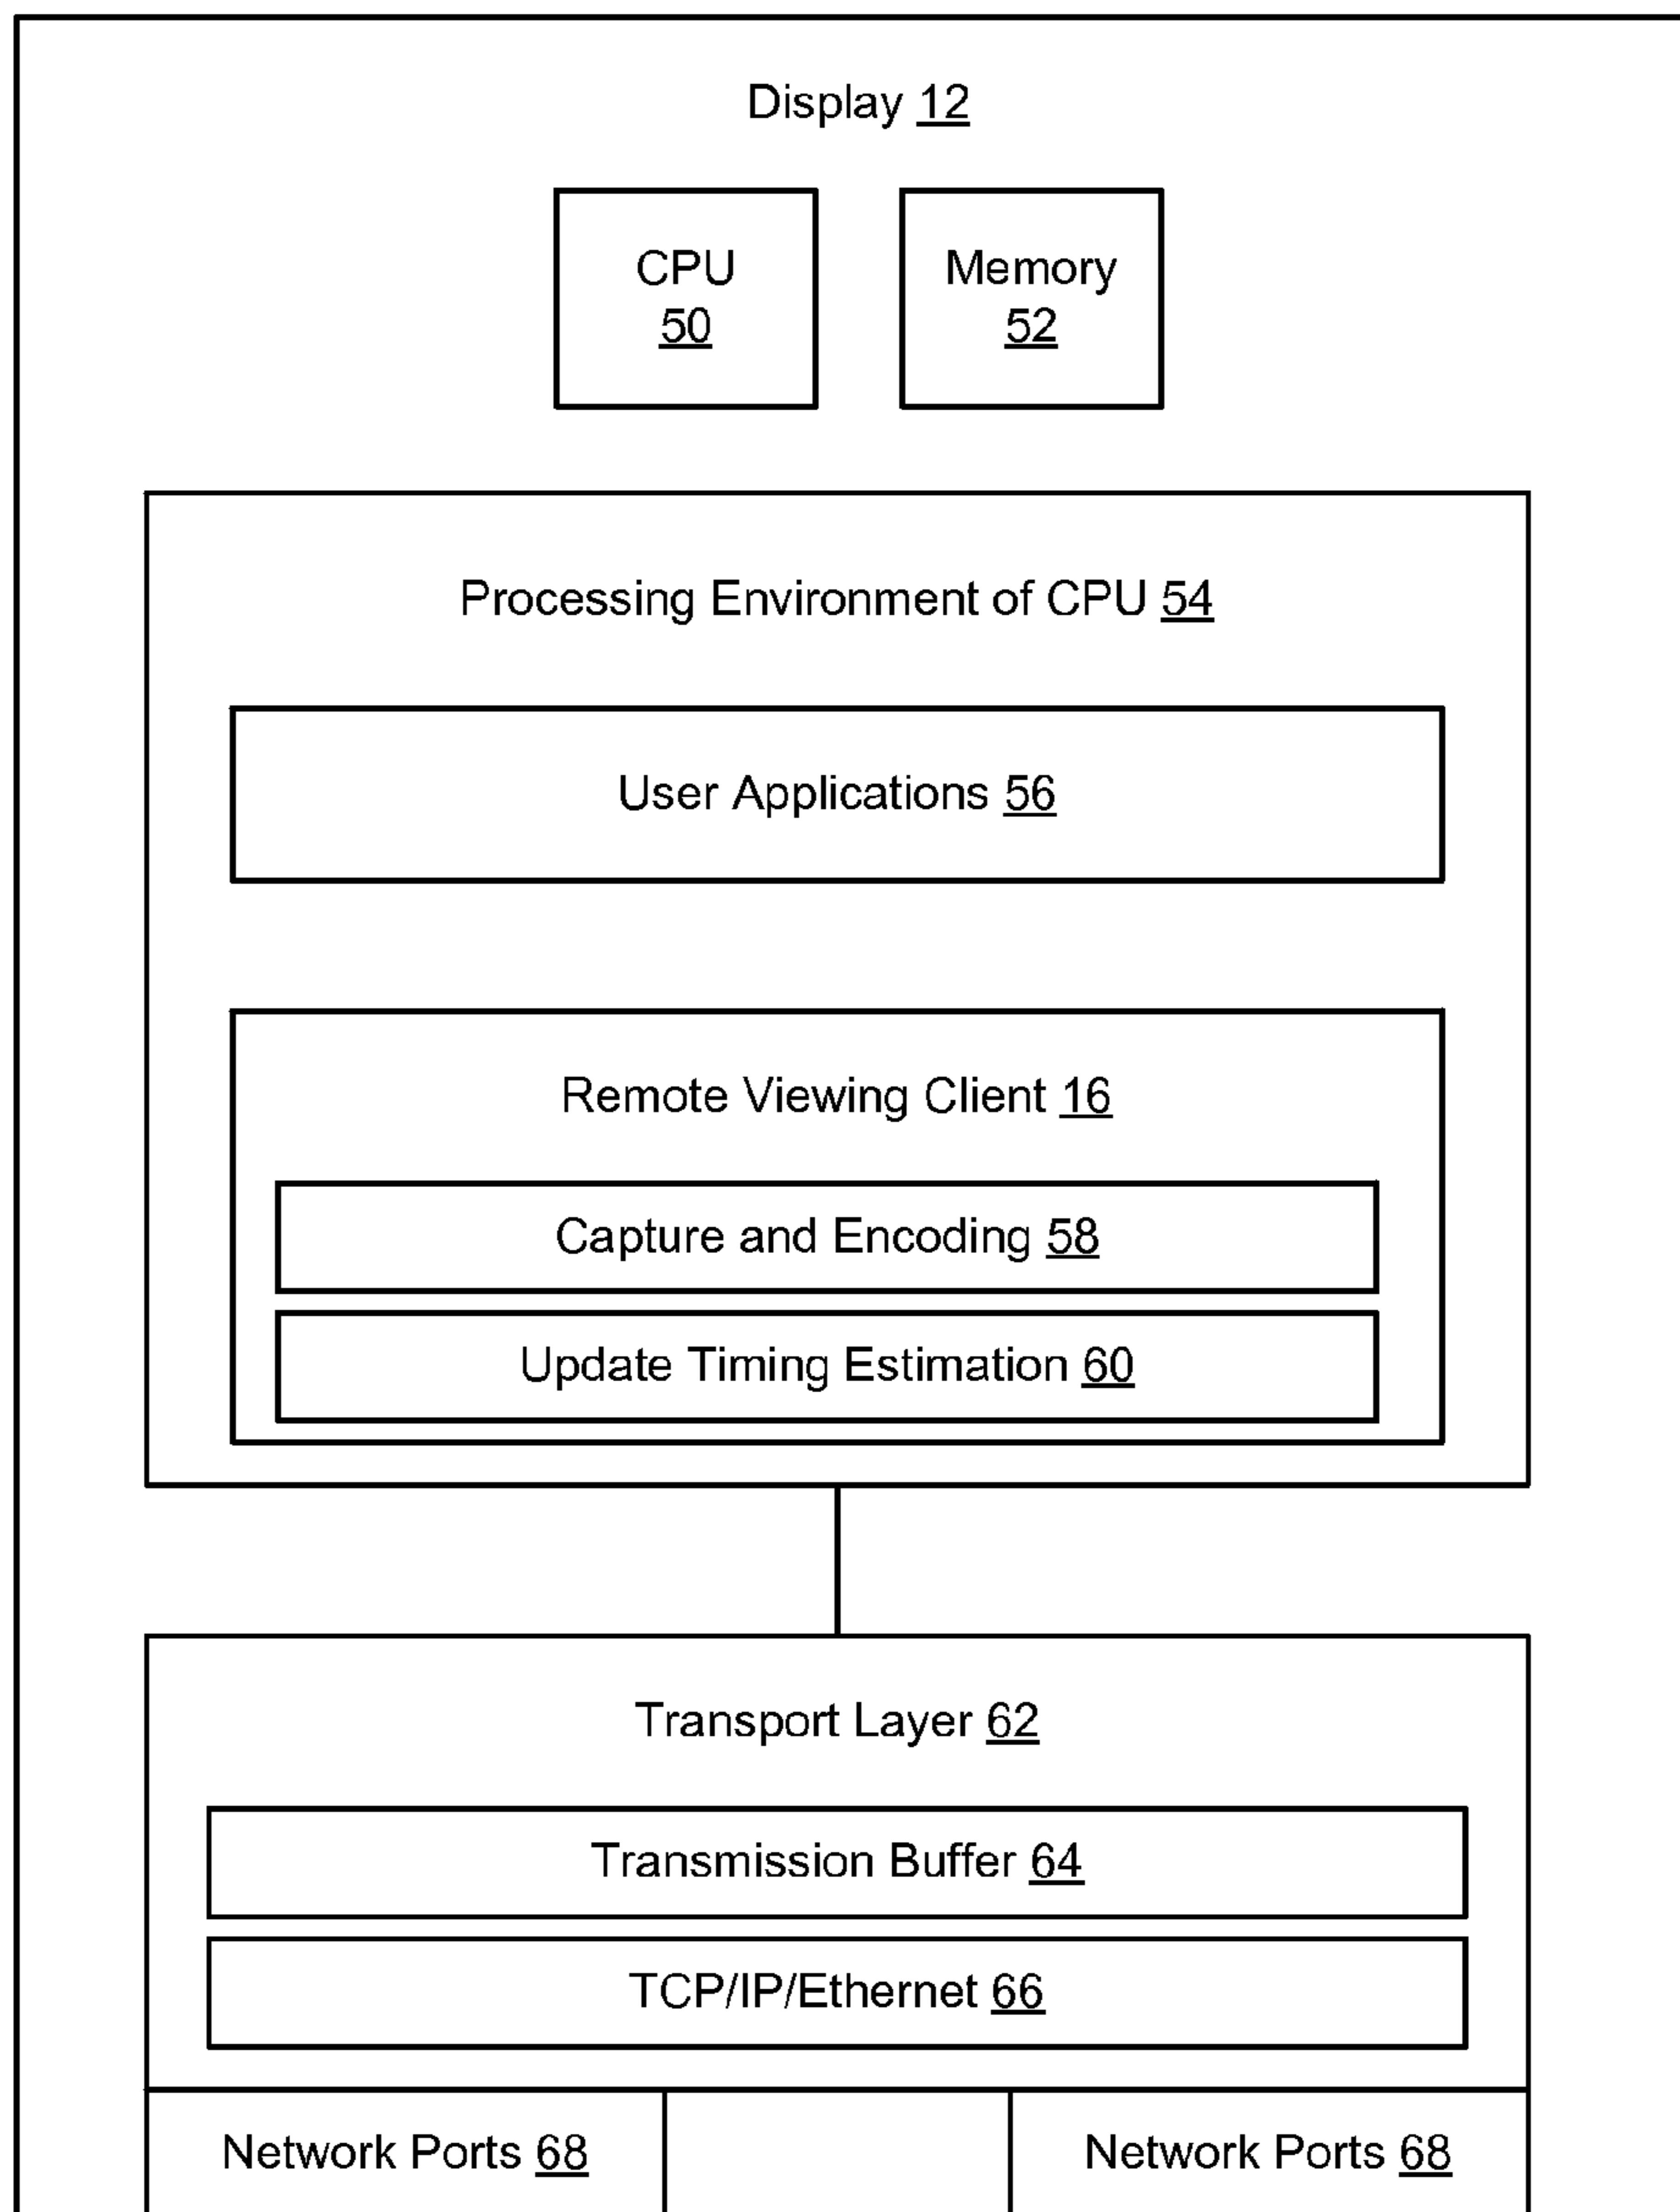 Display 12
CPU
50
Memory
52
Processing Environment of CPU 54
User Applications 56
Remote Viewing Client 16
Capture and Encoding 58
Update Timing Estimation 60
Transport Layer 62
Transmission Buffer 64
TCP/IP/Ethernet 66
Network Ports 68
Network Ports 68